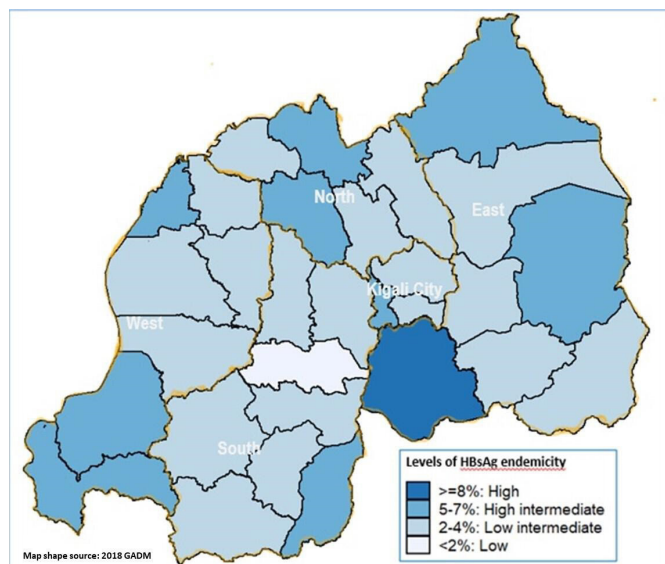 North
East
Kigali City
West
South
Levels of HBsAg endemicity
>=8%: High
5-7%: High intermediate
2-4%: Low intermediate
<2%: Low
Map shape source: 2018 GADM